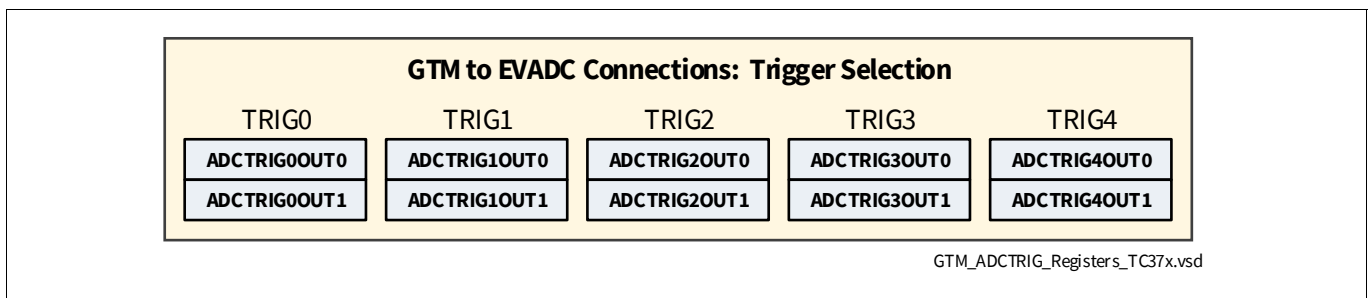 GTM to EVADC Connections: Trigger Selection
TRIG0 TRIG1 TRIG2 TRIG3 TRIG4
ADCTRIG0OUT0 ADCTRIG1OUT0 ADCTRIG2OUT0 ADCTRIG3OUT0 ADCTRIG4OUT0
ADCTRIG0OUT1 ADCTRIG1OUT1 ADCTRIG2OUT1 ADCTRIG3OUT1 ADCTRIG4OUT1
GTM_ADCTRIG_Registers_TC37x.vsd